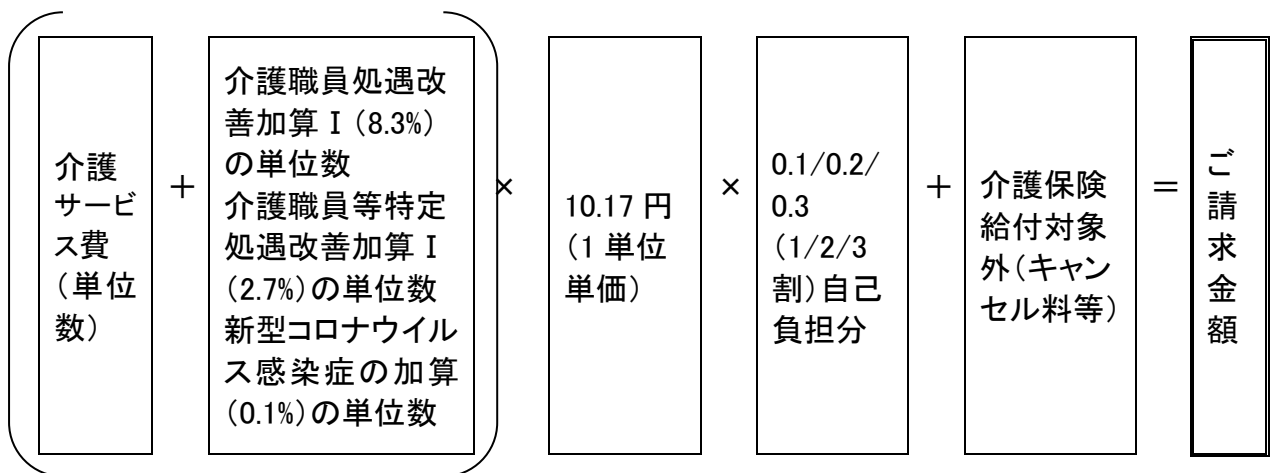 介護
サービ
ス費
（単位
数）
＋
介護職員処遇改
善加算Ⅰ（8.3%）
の単位数
介護職員等特定
処遇改善加算Ⅰ
（2.7%）の単位数
新型コロナウイル
ス感染症の加算
（0.1%）の単位数
×
10.17 円
（1 単位
単価）
×
0.1/0.2/
0.3
（1/2/3
割）自己
負担分
＋
介護保険
給付対象
外（キャン
セル料等）
＝
ご
請
求
金
額